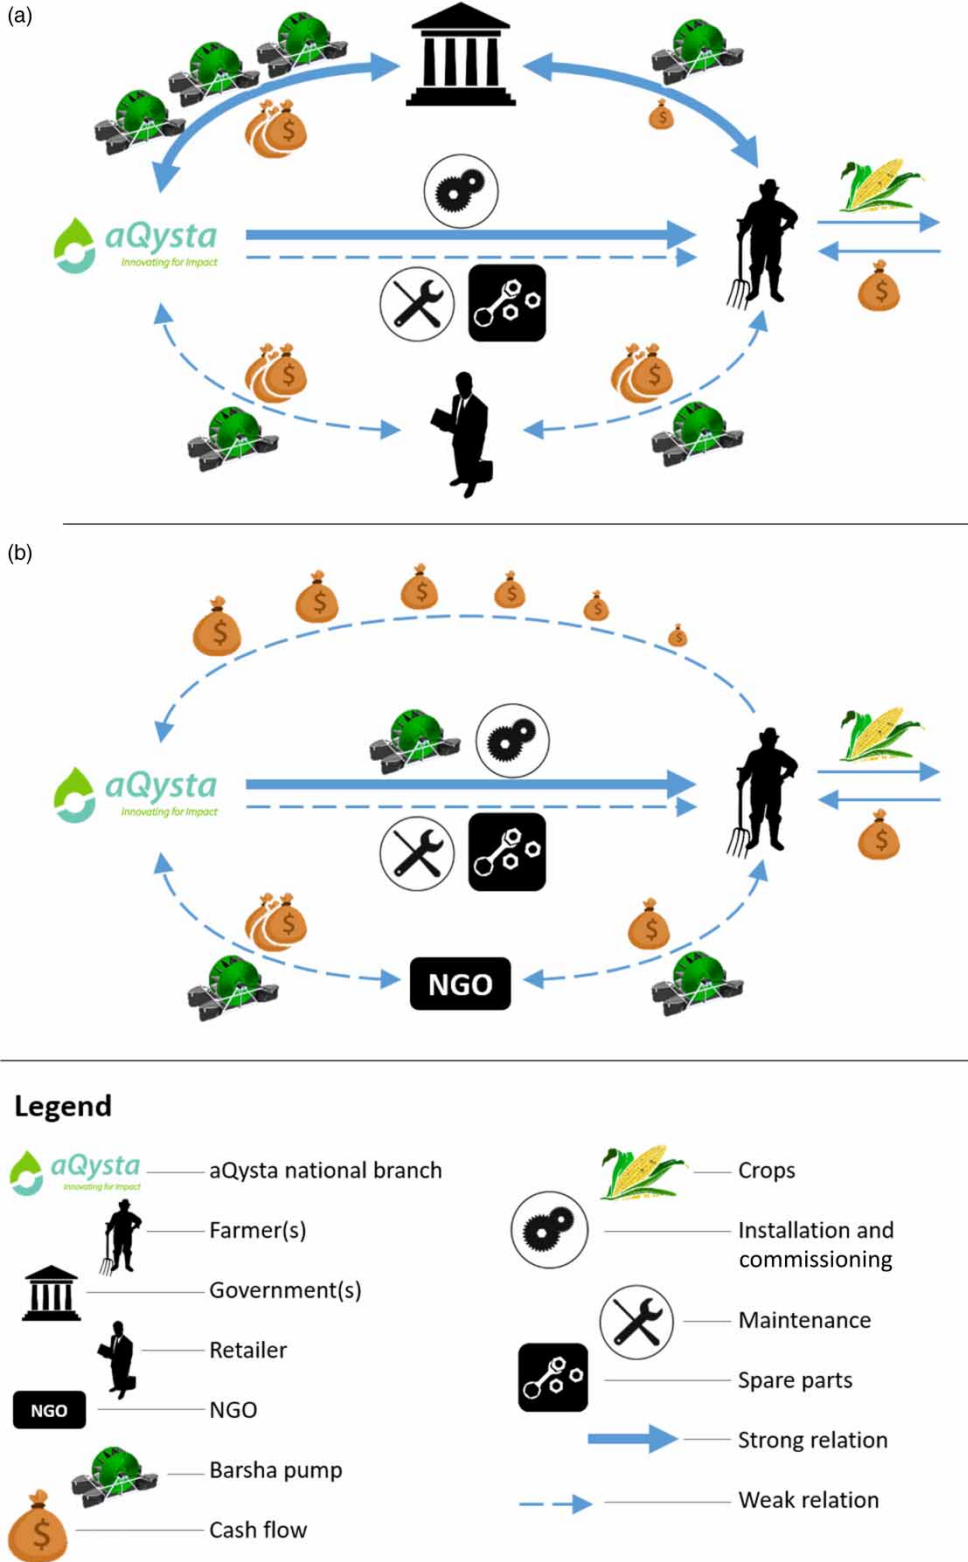 (a)
$
$
aQysta
Innovating for Impact
$
$
$
(b)
$
$
$
$
$
$
aQysta
Innovating for Impact
$
$
$
NGO
Legend
aQysta
Innovating for Impact
aQysta national branch
Farmer(s)
Government(s)
Retailer
NGO
NGO
Barsha pump
$
Cash flow
Crops
Installation and
commissioning
Maintenance
Spare parts
Strong relation
Weak relation